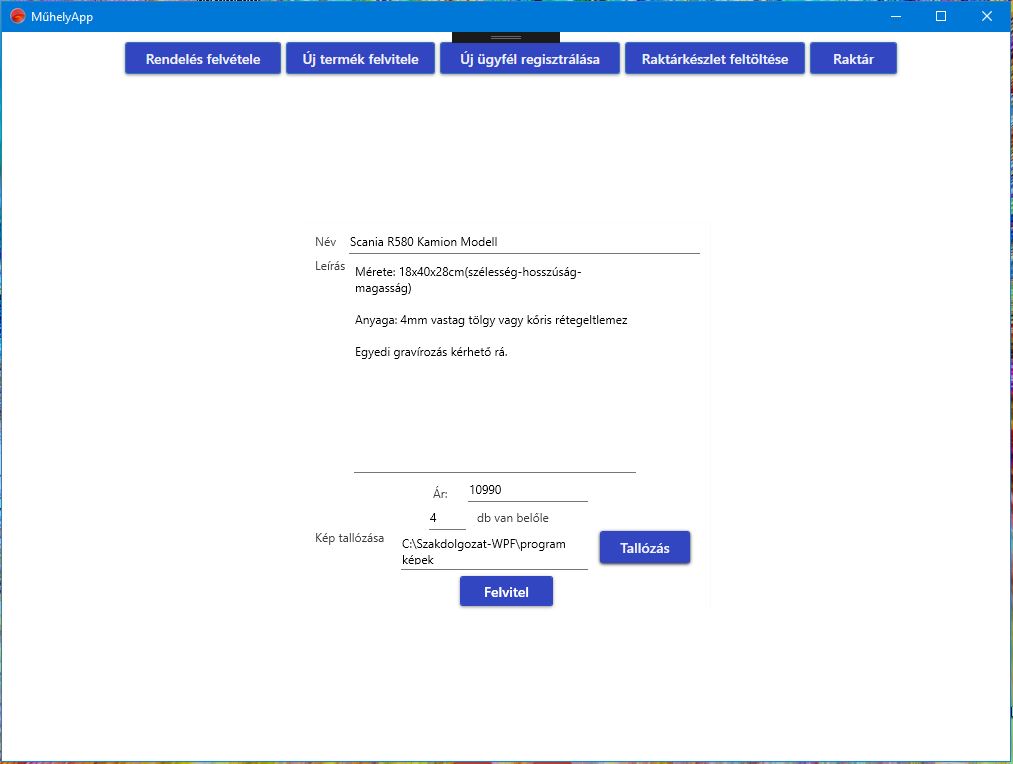 MűhelyApp
Rendelés felvétele Új termék felvitele Új ügyfél regisztrálása Raktárkészlet feltöltése Raktár
Név Scania R580 Kamion Modell
Leírás Mérete: 18x40x28cm(szélesség-hosszúság-
magasság)
Anyaga: 4mm vastag tölgy vagy kőris rétegeltlemez
Egyedi gravírozás kérhető rá.
Ár: 10990
4 db van belőle
Kép tallózása C:\Szakdolgozat-WPF\program
képek
Tallózás
Felvitel